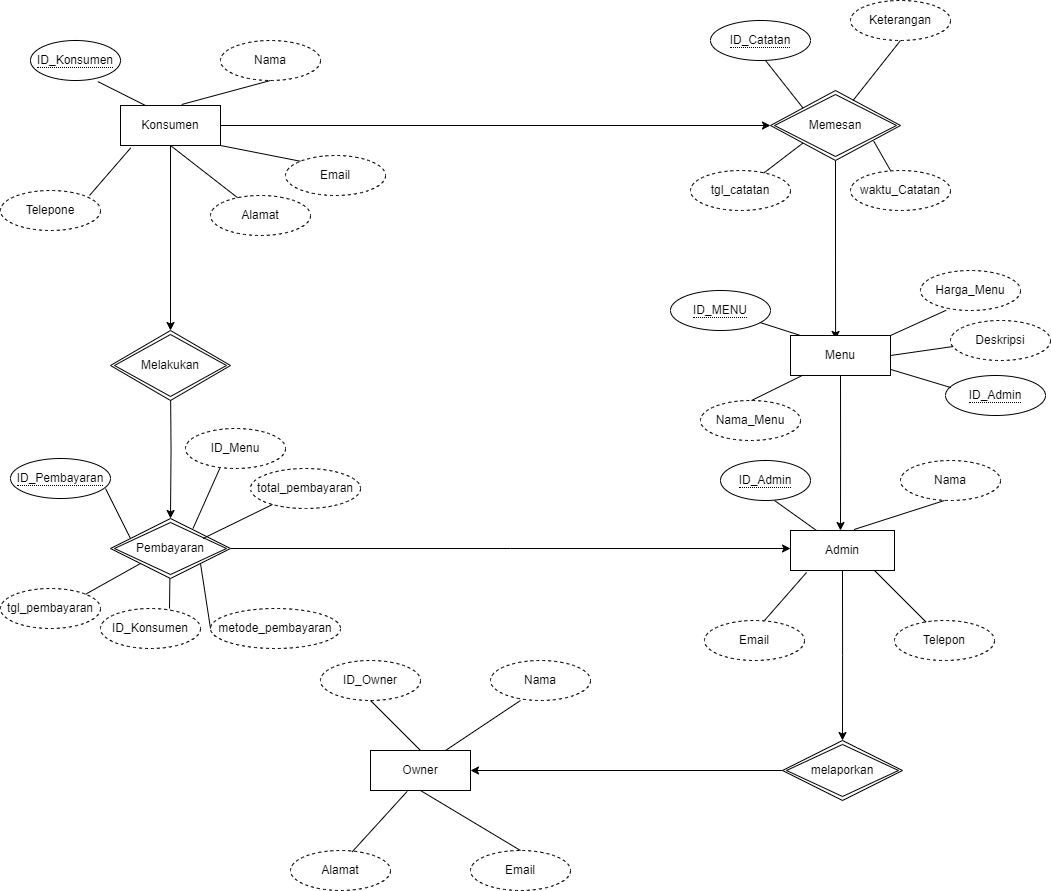 Keterangan
ID_Catatan
ID_Konsumen
Nama
Konsumen
Memesan
Email
tgl_catatan
waktu_Catatan
Telepone
Alamat
Harga_Menu
ID_MENU
Deskripsi
Menu
Melakukan
ID_Admin
Nama_Menu
ID_Menu
ID_Pembayaran
total_pembayaran
ID_Admin
Nama
Pembayaran
Admin
tgl_pembayaran
ID_Konsumen
metode_pembayaran
Email
Telepon
ID_Owner
Nama
Owner
melaporkan
Alamat
Email